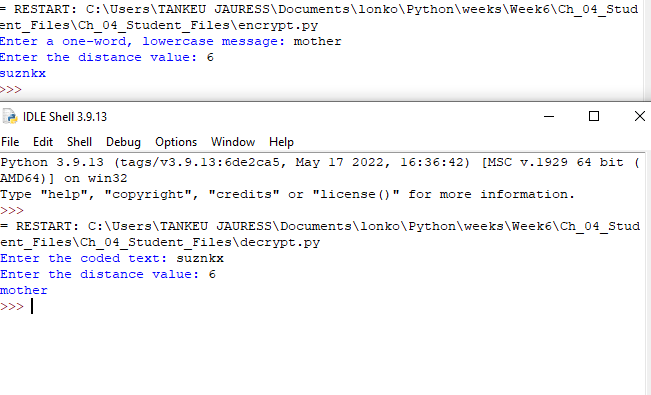 = RESTART: C:\Users\TANKEU JAURESS\Documents\lonko\Python\weeks\Week6\Ch_04_Stud
ent_Files\Ch_04_Student_Files\encrypt.py
Enter a one-word, lowercase message: mother
Enter the distance value: 6
suznkx
>>>
IDLE Shell 3.9.13
File Edit Shell Debug Options Window Help
Python 3.9.13 (tags/v3.9.13:6de2ca5, May 17 2022, 16:36:42) [MSC v.1929 64 bit (
AMD64)] on win32
Type "help", "copyright", "credits" or "license()" for more information.
>>>
= RESTART: C:\Users\TANKEU JAURESS\Documents\lonko\Python\weeks\Week6\Ch_04_Stud
ent_Files\Ch_04_Student_Files\decrypt.py
Enter the coded text: suznkx
Enter the distance value: 6
mother
>>>